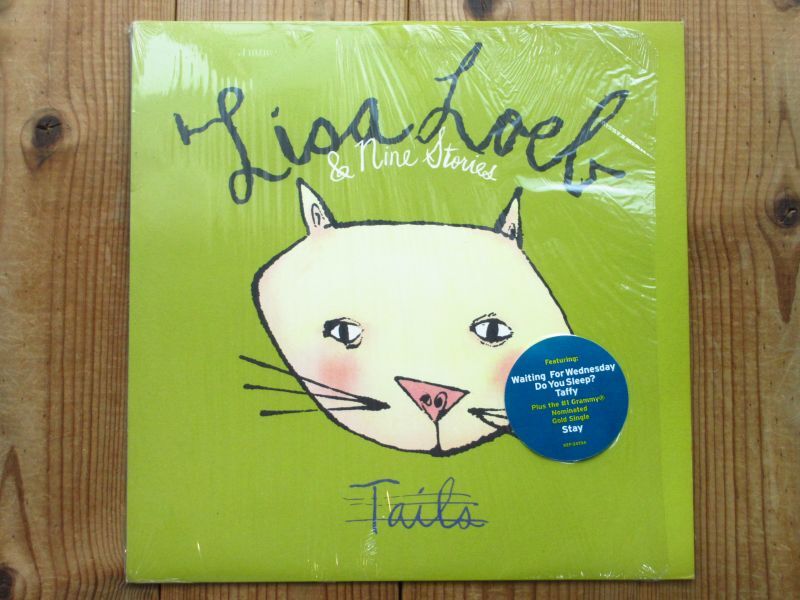 Lisa Loeb
& Nine Stories
Featuring:
Waiting For Wednesday
Do You Sleep?
Taffy
Plus the #1 Grammy®
Nominated
Gold Single
Stay
Tails